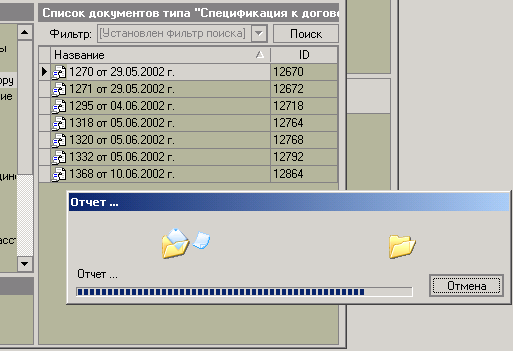 Список документов типа "Спецификация к догово
Фильтр: [Установлен фильтр поиска] Поиск
Название ID
1270 от 29.05.2002 г. 12670
1271 от 29.05.2002 г. 12672
1295 от 04.06.2002 г. 12718
1318 от 05.06.2002 г. 12764
1320 от 05.06.2002 г. 12768
1332 от 05.06.2002 г. 12792
1368 от 10.06.2002 г. 12864
ору
ие
Отчет ...
Отчет ...
Отмена